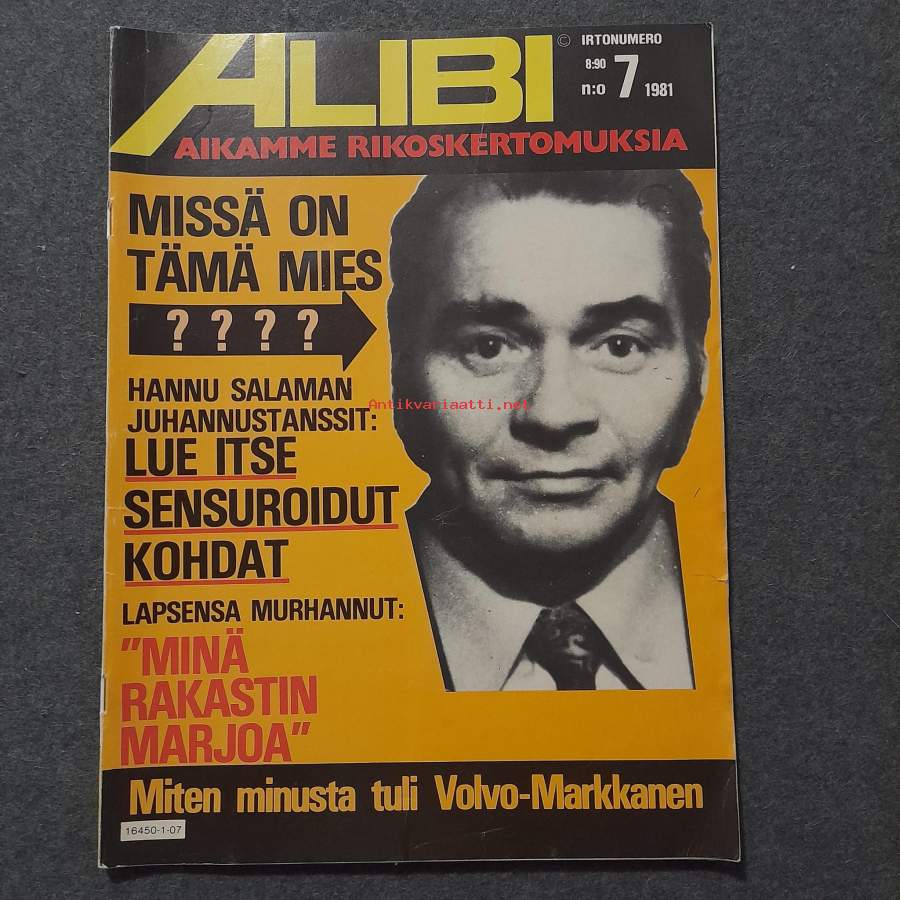 ALIBI
© IRTONUMERO
8:90
n:o 7 1981
AIKAMME RIKOSKERTOMUKSIA
MISSÄ ON
TÄMÄ MIES
? ? ? ?
HANNU SALAMAN
JUHANNUSTANSSIT:
Antikvariaatti.net
LUE ITSE
SENSUROIDUT
KOHDAT
LAPSENSA MURHANNUT:
"MINÄ
RAKASTIN
MARJOA"
Miten minusta tuli Volvo-Markkanen
16450-1-07